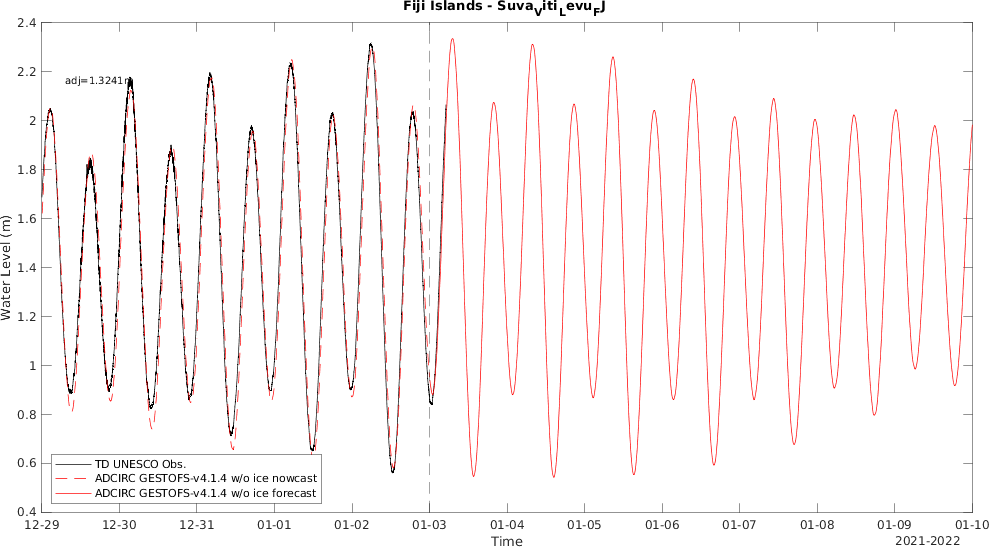 Fiji Islands - SuvaVitiLevuFJ
2.4
2.2
2
1.8
1.6
1.4
1.2
1
0.8
0.6
0.4
Water Level (m)
adj=1.3241m
TD UNESCO Obs.
ADCIRC GESTOFS-v4.1.4 w/o ice nowcast
ADCIRC GESTOFS-v4.1.4 w/o ice forecast
12-29 12-30 12-31 01-01 01-02 01-03 01-04 01-05 01-06 01-07 01-08 01-09 01-10
Time
2021-2022